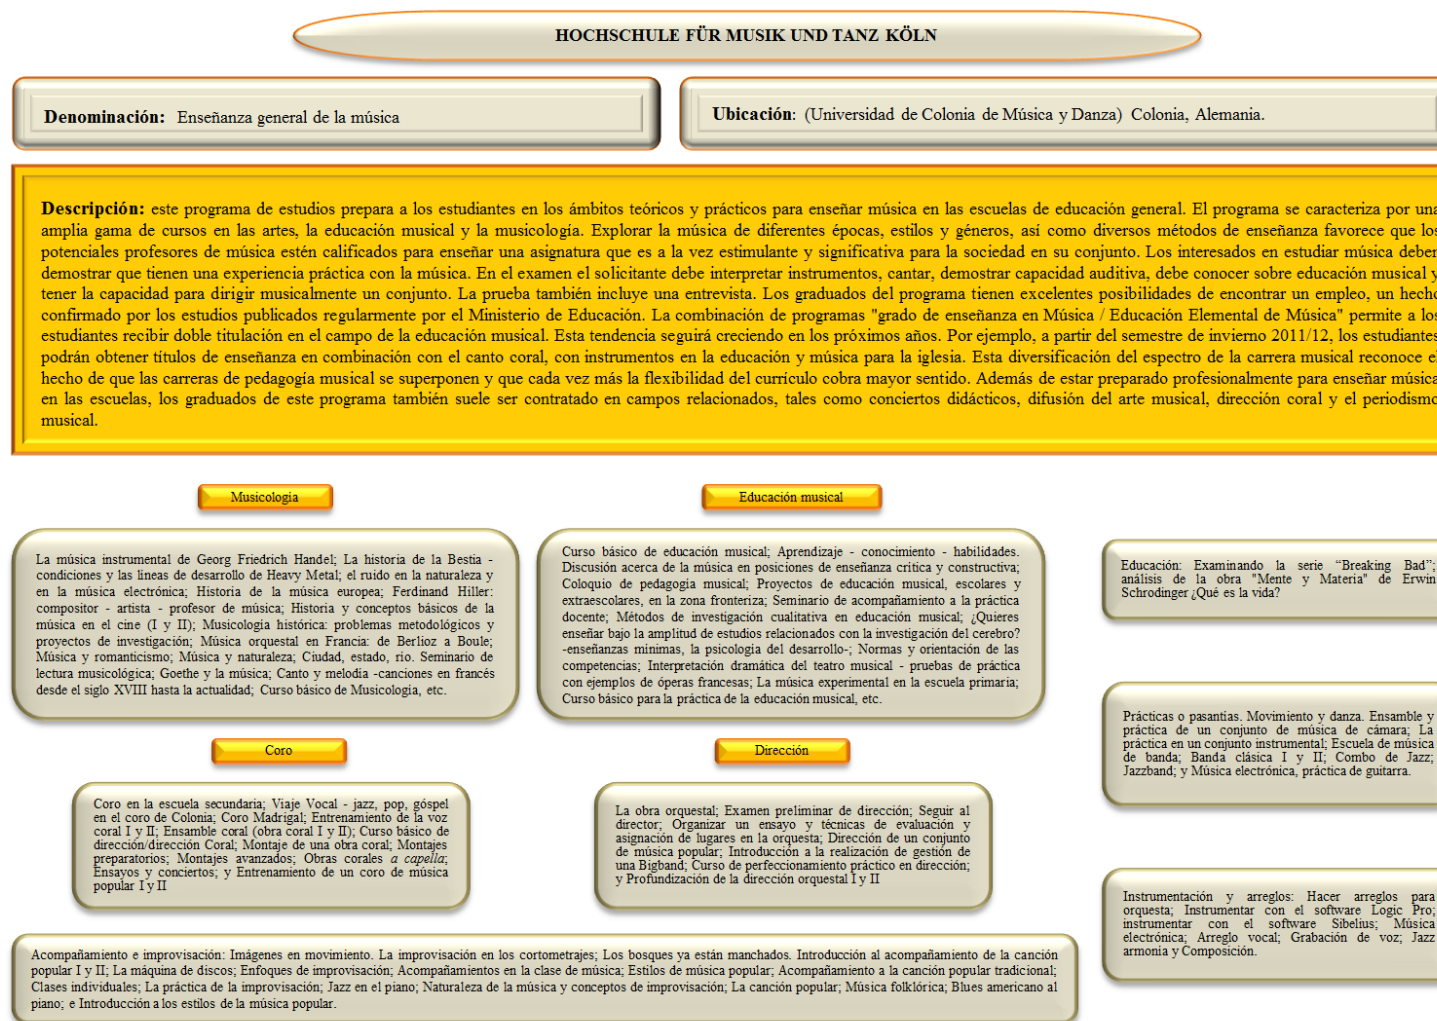 HOCHSCHULE FÜR MUSIK UND TANZ KÖLN
Denominación: Enseñanza general de la música
Ubicación: (Universidad de Colonia de Música y Danza) Colonia, Alemania.
Descripción: este programa de estudios prepara a los estudiantes en los ámbitos teóricos y prácticos para enseñar música en las escuelas de educación general. El programa se caracteriza por una
amplia gama de cursos en las artes, la educación musical y la musicología. Explorar la música de diferentes épocas, estilos y géneros, así como diversos métodos de enseñanza favorece que los
potenciales profesores de música estén calificados para enseñar una asignatura que es a la vez estimulante y significativa para la sociedad en su conjunto. Los interesados en estudiar música deben
demostrar que tienen una experiencia práctica con la música. En el examen el solicitante debe interpretar instrumentos, cantar, demostrar capacidad auditiva, debe conocer sobre educación musical y
tener la capacidad para dirigir musicalmente un conjunto. La prueba también incluye una entrevista. Los graduados del programa tienen excelentes posibilidades de encontrar un empleo, un hecho
confirmado por los estudios publicados regularmente por el Ministerio de Educación. La combinación de programas "grado de enseñanza en Música / Educación Elemental de Música" permite a los
estudiantes recibir doble titulación en el campo de la educación musical. Esta tendencia seguirá creciendo en los próximos años. Por ejemplo, a partir del semestre de invierno 2011/12, los estudiantes
podrán obtener títulos de enseñanza en combinación con el canto coral, con instrumentos en la educación y música para la iglesia. Esta diversificación del espectro de la carrera musical reconoce el
hecho de que las carreras de pedagogía musical se superponen y que cada vez más la flexibilidad del currículo cobra mayor sentido. Además de estar preparado profesionalmente para enseñar música
en las escuelas, los graduados de este programa también suele ser contratado en campos relacionados, tales como conciertos didácticos, difusión del arte musical, dirección coral y el periodismo
musical.
Musicología
La música instrumental de Georg Friedrich Handel; La historia de la Bestia -
condiciones y las líneas de desarrollo de Heavy Metal; el ruido en la naturaleza y
en la música electrónica; Historia de la música europea; Ferdinand Hiller:
compositor - artista - profesor de música; Historia y conceptos básicos de la
música en el cine (I y II); Musicología histórica: problemas metodológicos y
proyectos de investigación; Música orquestal en Francia: de Berlioz a Boule;
Música y romanticismo; Música y naturaleza; Ciudad, estado, río. Seminario de
lectura musicológica; Goethe y la música; Canto y melodía -canciones en francés
desde el siglo XVIII hasta la actualidad; Curso básico de Musicología, etc.
Educación musical
Curso básico de educación musical; Aprendizaje - conocimiento - habilidades.
Discusión acerca de la música en posiciones de enseñanza crítica y constructiva;
Coloquio de pedagogía musical; Proyectos de educación musical, escolares y
extraescolares, en la zona fronteriza; Seminario de acompañamiento a la práctica
docente; Métodos de investigación cualitativa en educación musical; ¿Quieres
enseñar bajo la amplitud de estudios relacionados con la investigación del cerebro?
-enseñanzas mínimas, la psicología del desarrollo-; Normas y orientación de las
competencias; Interpretación dramática del teatro musical - pruebas de práctica
con ejemplos de óperas francesas; La música experimental en la escuela primaria;
Curso básico para la práctica de la educación musical, etc.
Educación: Examinando la serie “Breaking Bad”;
análisis de la obra "Mente y Materia" de Erwin
Schrodinger ¿Qué es la vida?
Prácticas o pasantías. Movimiento y danza. Ensamble y
práctica de un conjunto de música de cámara; La
práctica en un conjunto instrumental; Escuela de música
de banda; Banda clásica I y II; Combo de Jazz;
Jazzband; y Música electrónica, práctica de guitarra.
Coro
Coro en la escuela secundaria; Viaje Vocal - jazz, pop, góspel
en el coro de Colonia; Coro Madrigal; Entrenamiento de la voz
coral I y II; Ensamble coral (obra coral I y II); Curso básico de
dirección/dirección Coral; Montaje de una obra coral; Montajes
preparatorios; Montajes avanzados; Obras corales a capella;
Ensayos y conciertos; y Entrenamiento de un coro de música
popular I y II
Dirección
La obra orquestal; Examen preliminar de dirección; Seguir al
director; Organizar un ensayo y técnicas de evaluación y
asignación de lugares en la orquesta; Dirección de un conjunto
de música popular; Introducción a la realización de gestión de
una Bigband; Curso de perfeccionamiento práctico en dirección;
y Profundización de la dirección orquestal I y II
Instrumentación y arreglos: Hacer arreglos para
orquesta; Instrumentar con el software Logic Pro;
instrumentar con el software Sibelius; Música
electrónica; Arreglo vocal; Grabación de voz; Jazz
armonía y Composición.
Acompañamiento e improvisación: Imágenes en movimiento. La improvisación en los cortometrajes; Los bosques ya están manchados. Introducción al acompañamiento de la canción
popular I y II; La máquina de discos; Enfoques de improvisación; Acompañamientos en la clase de música; Estilos de música popular; Acompañamiento a la canción popular tradicional;
Clases individuales; La práctica de la improvisación; Jazz en el piano; Naturaleza de la música y conceptos de improvisación; La canción popular; Música folklórica; Blues americano al
piano; e Introducción a los estilos de la música popular.